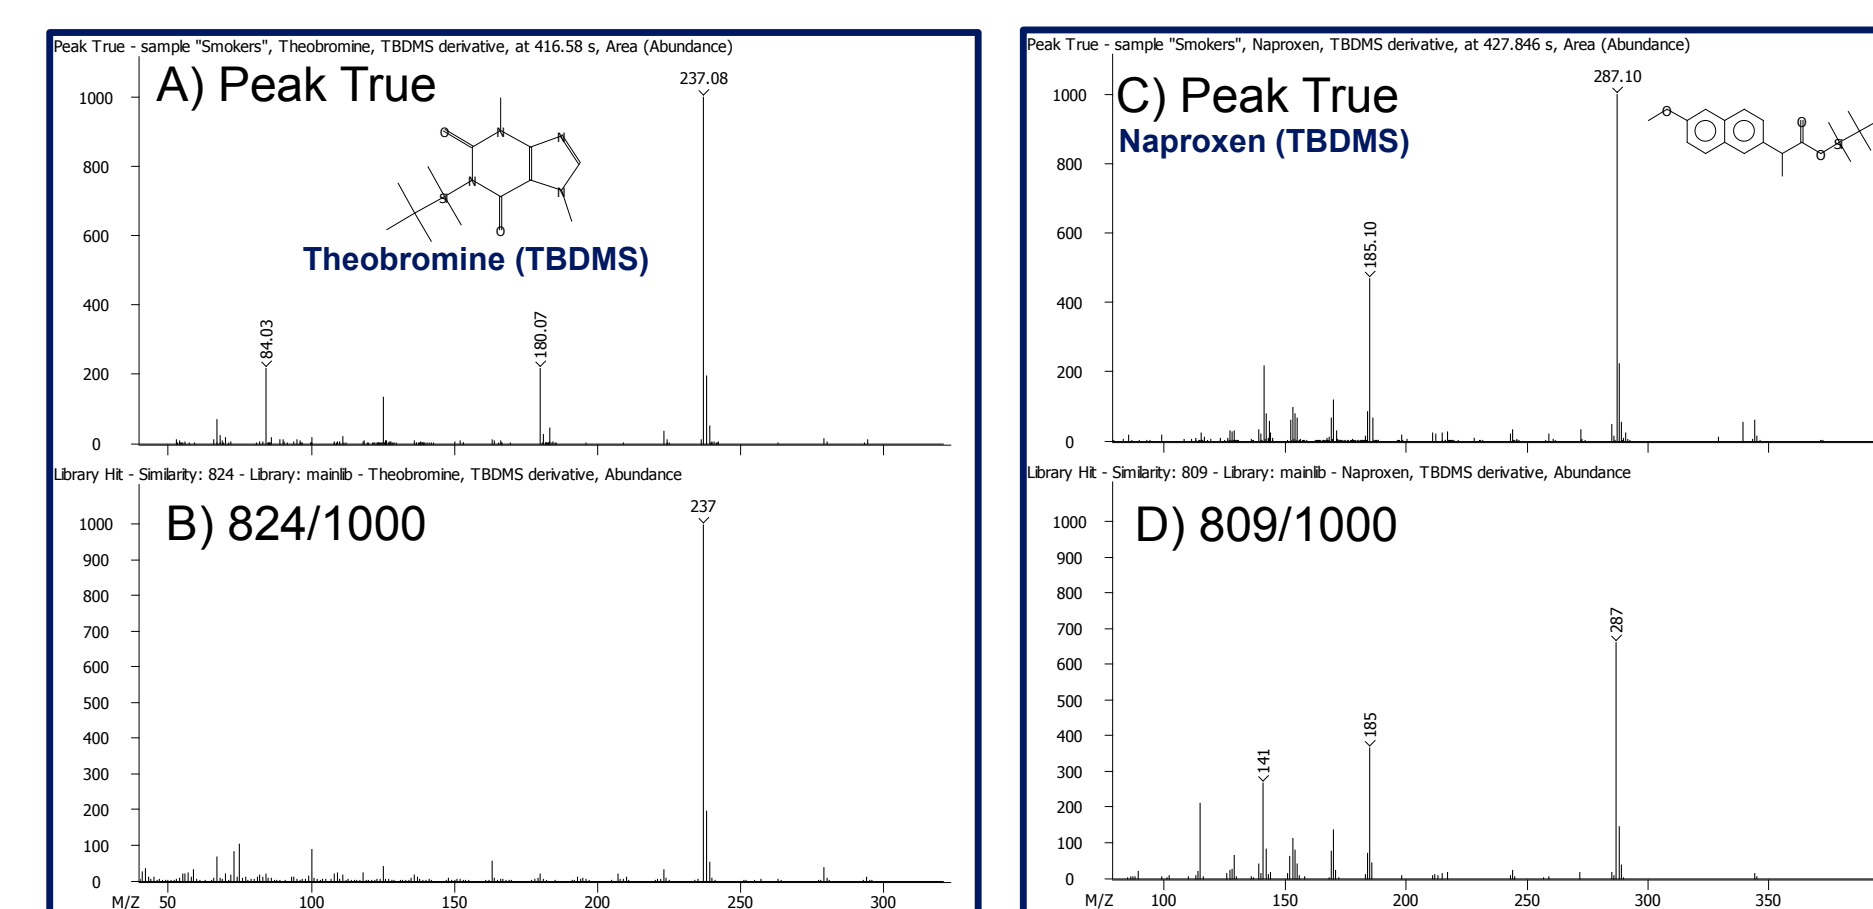 Peak True - sample "Smokers", Theobromine, TBDMS derivative, at 416.58 s, Area (Abundance)
A) Peak True
237.08
1000
800
600
400
200
0
O
N
N
N
N
Si
O
Theobromine (TBDMS)
84.03
180.07
Library Hit - Similarity: 824 - Library: mainlib - Theobromine, TBDMS derivative, Abundance
B) 824/1000
237
1000
900
800
700
600
500
400
300
200
100
0
M/Z 50 100 150 200 250 300
Peak True - sample "Smokers", Naproxen, TBDMS derivative, at 427.846 s, Area (Abundance)
C) Peak True
Naproxen (TBDMS)
287.10
1000
800
600
400
200
0
O
O
O
Si
185.10
Library Hit - Similarity: 809 - Library: mainlib - Naproxen, TBDMS derivative, Abundance
D) 809/1000
1000
900
800
700
600
500
400
300
200
100
0
141
185
287
M/Z 100 150 200 250 300 350